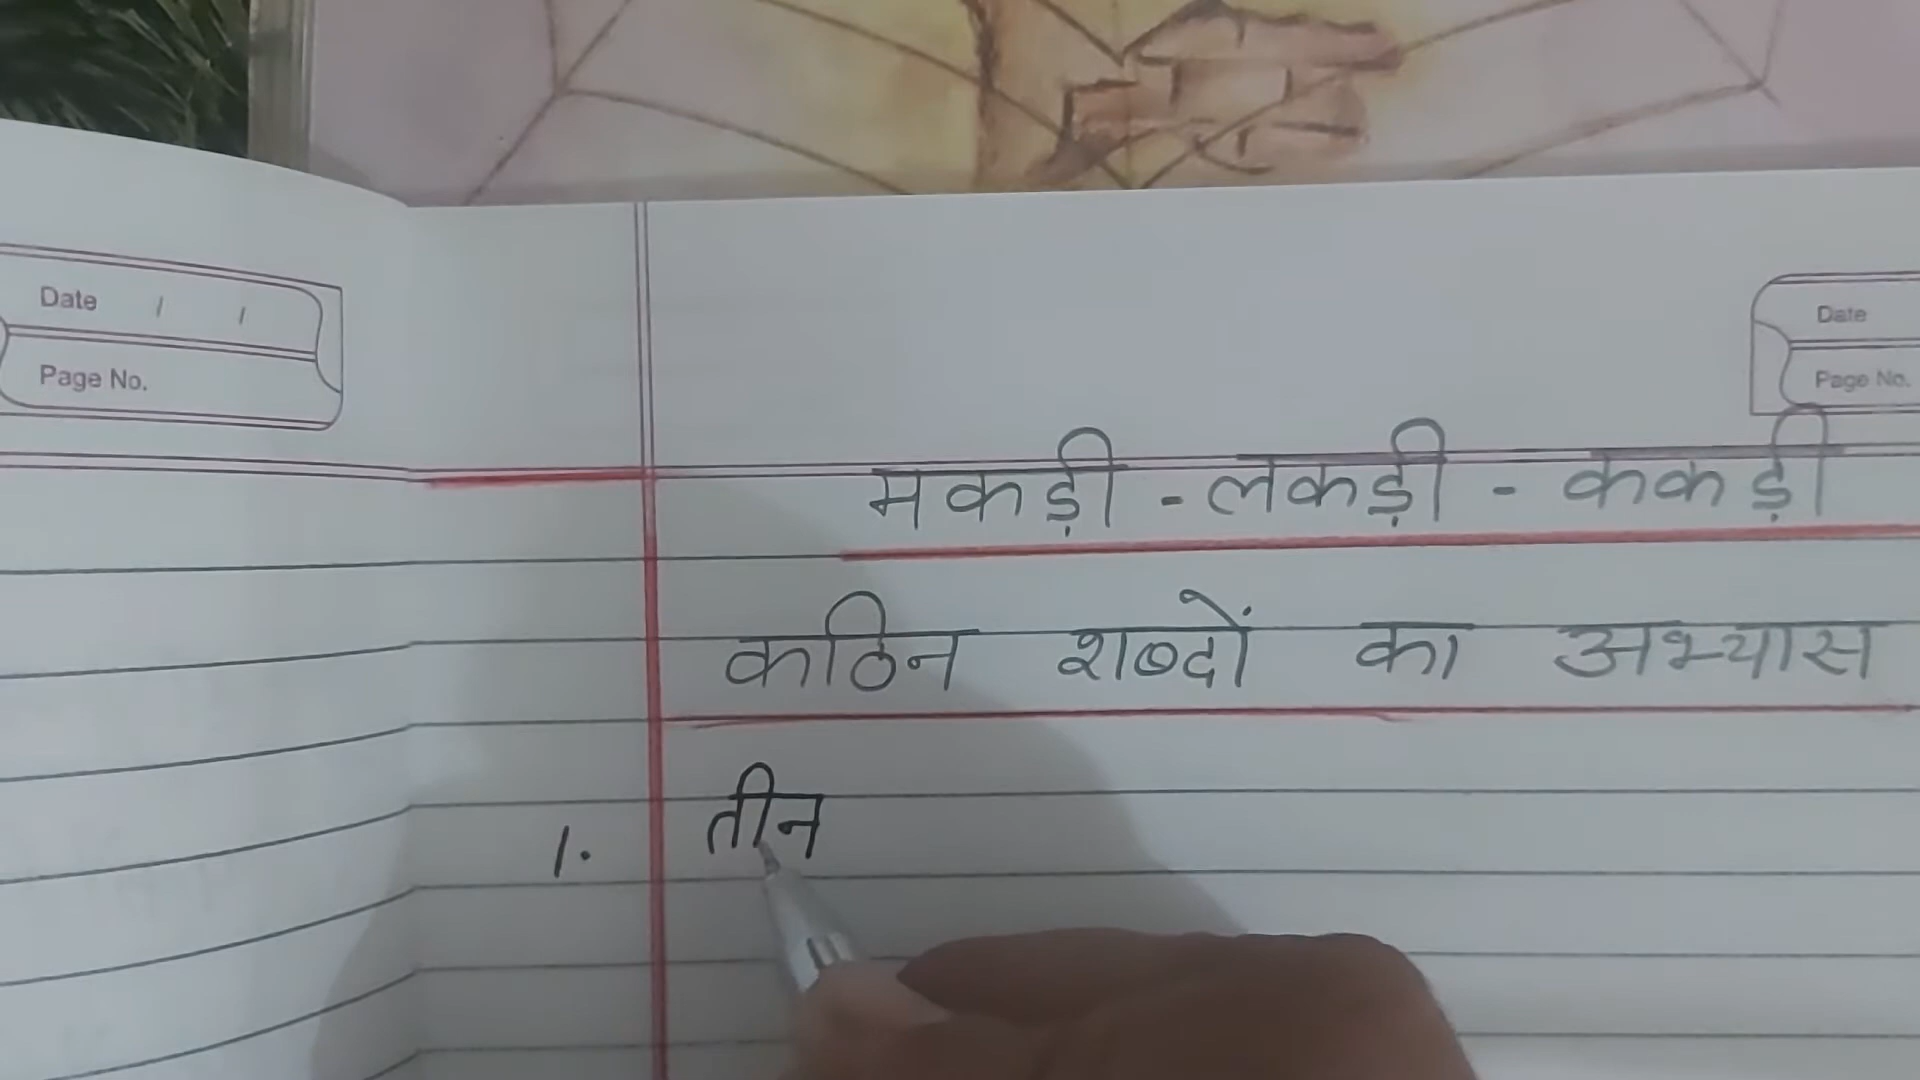 Date / /
Page No.
Date
Page No.
मकड़ी - लकड़ी - ककड़ी
कठिन शब्दों का अभ्यास
1. तीन